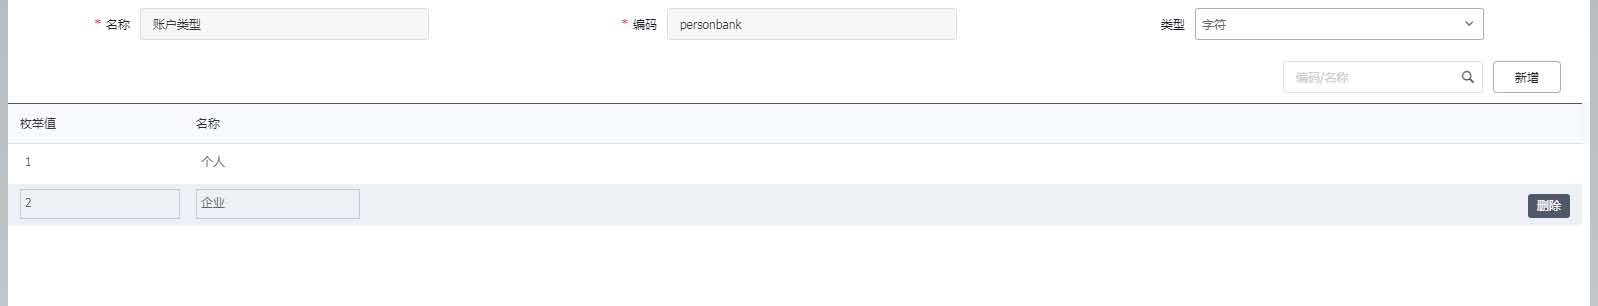 * 名称 账户类型 * 编码 personbank 类型 字符
编码/名称 新增
枚举值 名称
1 个人
2 企业 删除